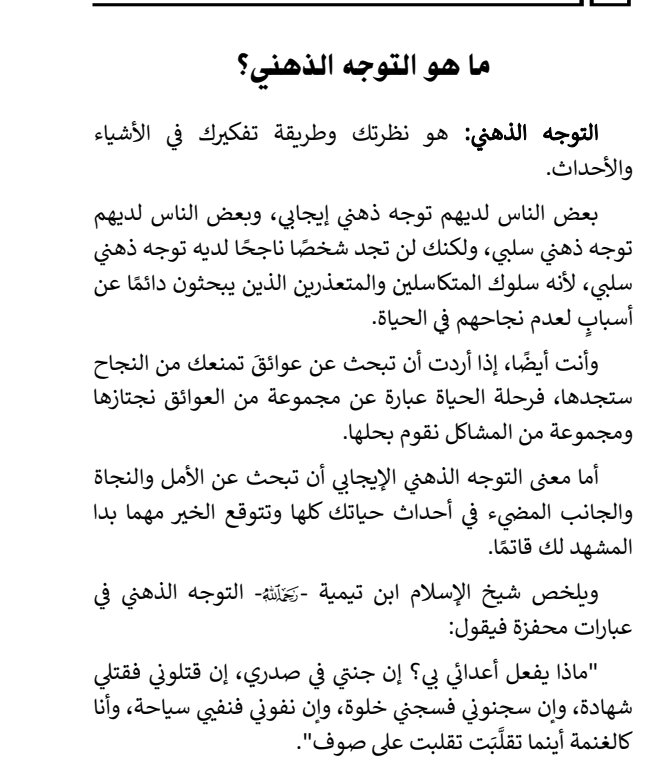 ما هو التوجه الذهني؟
التوجه الذهني: هو نظرتك وطريقة تفكيرك في الأشياء
والأحداث.
بعض الناس لديهم توجه ذهني إيجابي، وبعض الناس لديهم
توجه ذهني سلبي، ولكنك لن تجد شخصًا ناجحًا لديه توجه ذهني
سلبي، لأنه سلوك المتكاسلين والمتعذرين الذين يبحثون دائمًا عن
أسبابٍ لعدم نجاحهم في الحياة.
وأنت أيضًا، إذا أردت أن تبحث عن عوائقَ تمنعك من النجاح
ستجدها، فرحلة الحياة عبارة عن مجموعة من العوائق نجتازها
ومجموعة من المشاكل نقوم بحلها.
أما معنى التوجه الذهني الإيجابي أن تبحث عن الأمل والنجاة
والجانب المضيء في أحداث حياتك كلها وتتوقع الخير مهما بدا
المشهد لك قاتمًا.
ويلخص شيخ الإسلام ابن تيمية -رَحِمَهُ ٱللَّهُ- التوجه الذهني في
عبارات محفزة فيقول:
"ماذا يفعل أعدائي بي؟ إن جنتي في صدري، إن قتلوني فقتلي
شهادة، وإن سجنوني فسجني خلوة، وإن نفوني فنفيي سياحة، وأنا
كالغنمة أينما تقلَّبَت تقلبت على صوف".